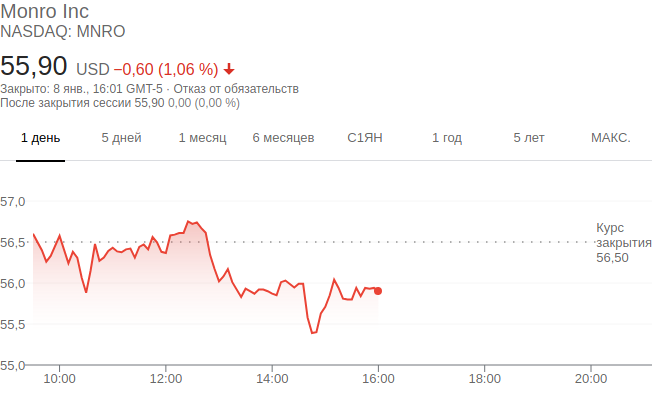 Monro Inc
NASDAQ: MNRO
55,90 USD −0,60 (1,06 %)
Закрыто: 8 янв., 16:01 GMT-5 · Отказ от обязательств
После закрытия сессии 55,90 0,00 (0,00 %)
1 день 5 дней 1 месяц 6 месяцев С1ЯН 1 год 5 лет МАКС.
57,0
56,5
56,0
55,5
55,0
Курс
закрытия
56,50
10:00 12:00 14:00 16:00 18:00 20:00